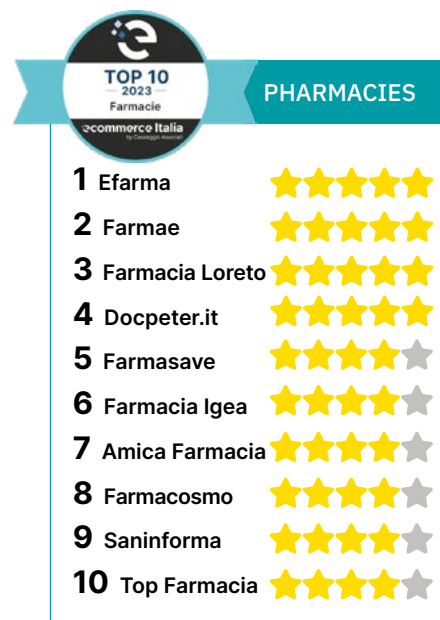 TOP 10
2023
Farmacie
ecommerce Italia
by Casaleggio Associati
PHARMACIES
1 Efarma
2 Farmae
3 Farmacia Loreto
4 Docpeter.it
5 Farmasave
6 Farmacia Igea
7 Amica Farmacia
8 Farmacosmo
9 Saninforma
10 Top Farmacia